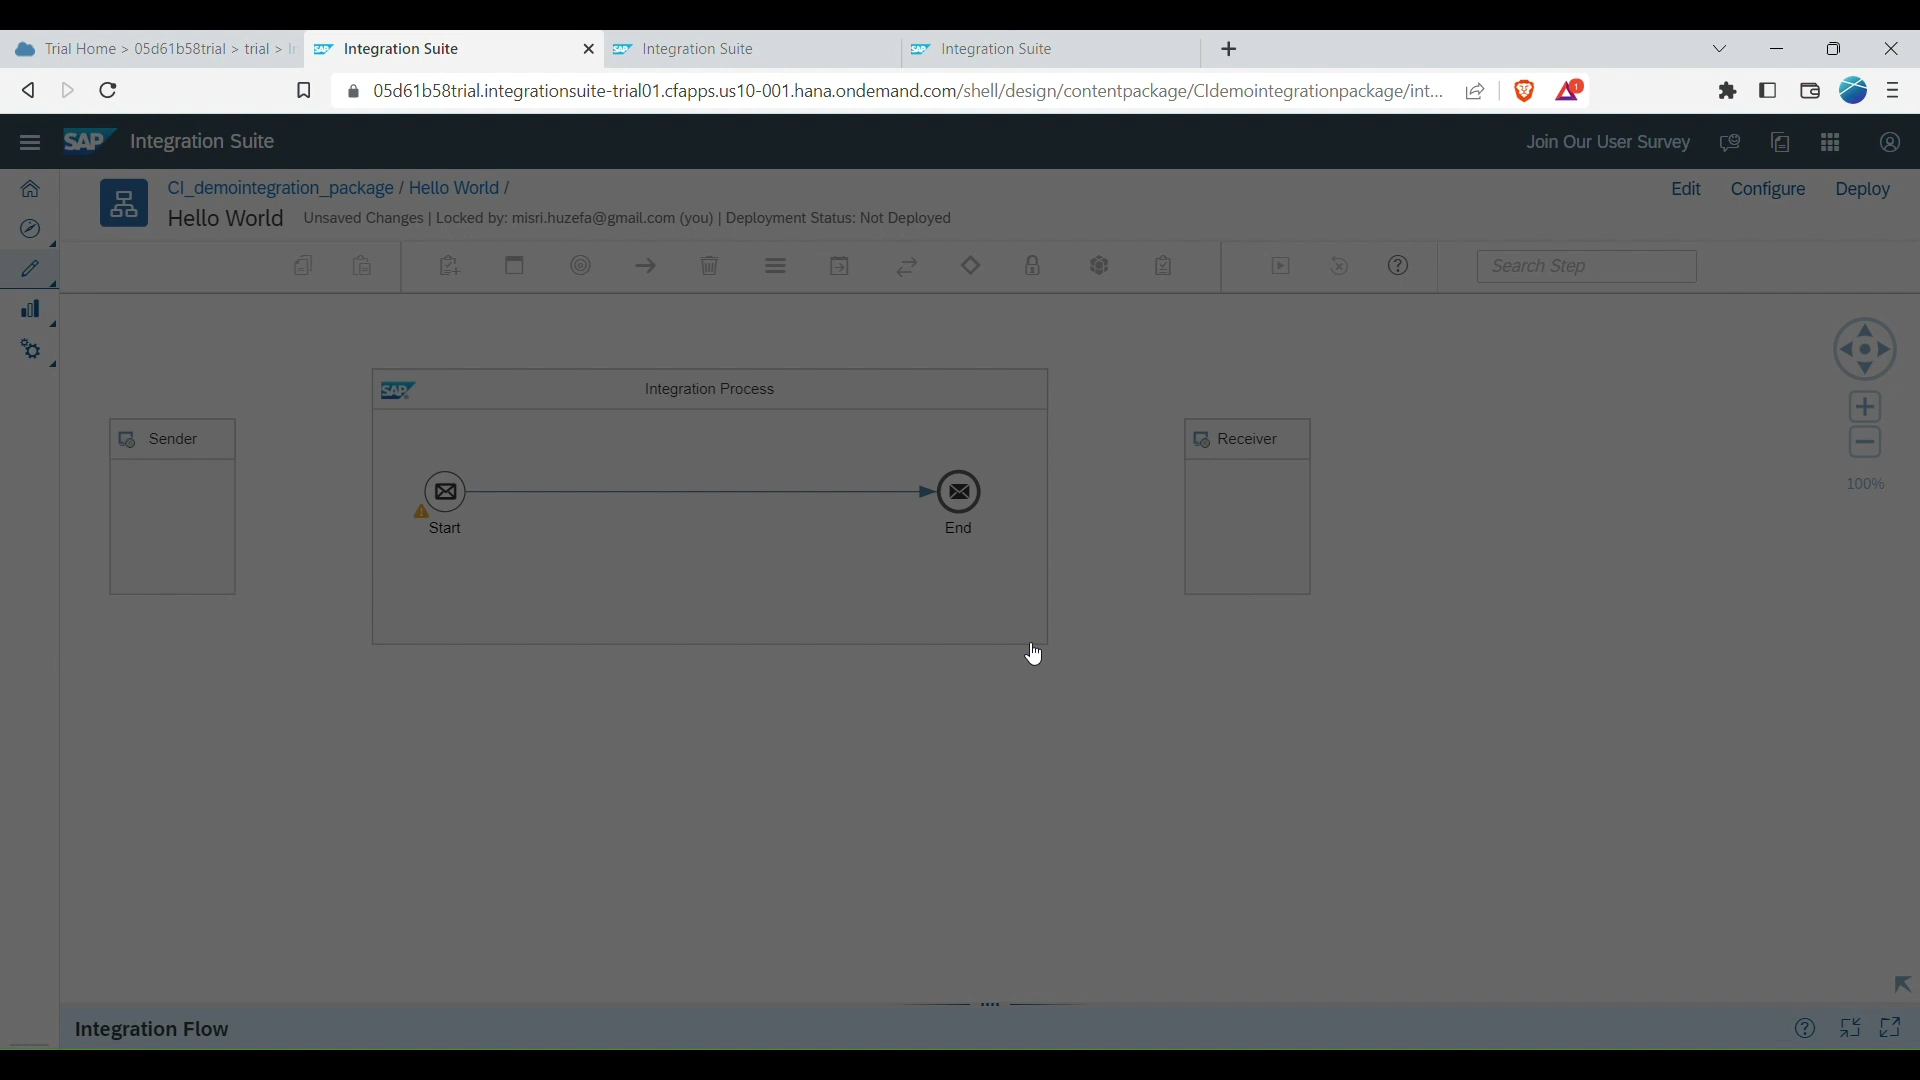 Trial Home > 05d61b58trial > trial > In
Integration Suite
Integration Suite
Integration Suite
05d61b58trial.integrationsuite-trial01.cfapps.us10-001.hana.ondemand.com/shell/design/contentpackage/CIdemointegrationpackage/int...
1
SAP Integration Suite
Join Our User Survey
CI_demointegration_package / Hello World /
Edit Configure Deploy
Hello World Unsaved Changes | Locked by: misri.huzefa@gmail.com (you) | Deployment Status: Not Deployed
Search Step
SAP Integration Process
Sender
Receiver
Start
End
100%
Integration Flow